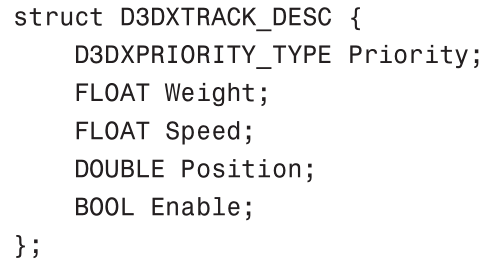 struct D3DXTRACK_DESC {
    D3DXPRIORITY_TYPE Priority;
    FLOAT Weight;
    FLOAT Speed;
    DOUBLE Position;
    BOOL Enable;
};